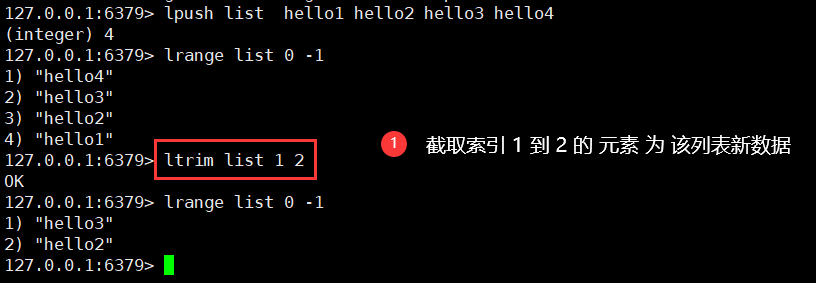 127.0.0.1:6379> lpush list  hello1 hello2 hello3 hello4
(integer) 4
127.0.0.1:6379> lrange list 0 -1
1) "hello4"
2) "hello3"
3) "hello2"
4) "hello1"
127.0.0.1:6379> ltrim list 1 2
1 截取索引 1 到 2 的 元素 为 该列表新数据
OK
127.0.0.1:6379> lrange list 0 -1
1) "hello3"
2) "hello2"
127.0.0.1:6379>